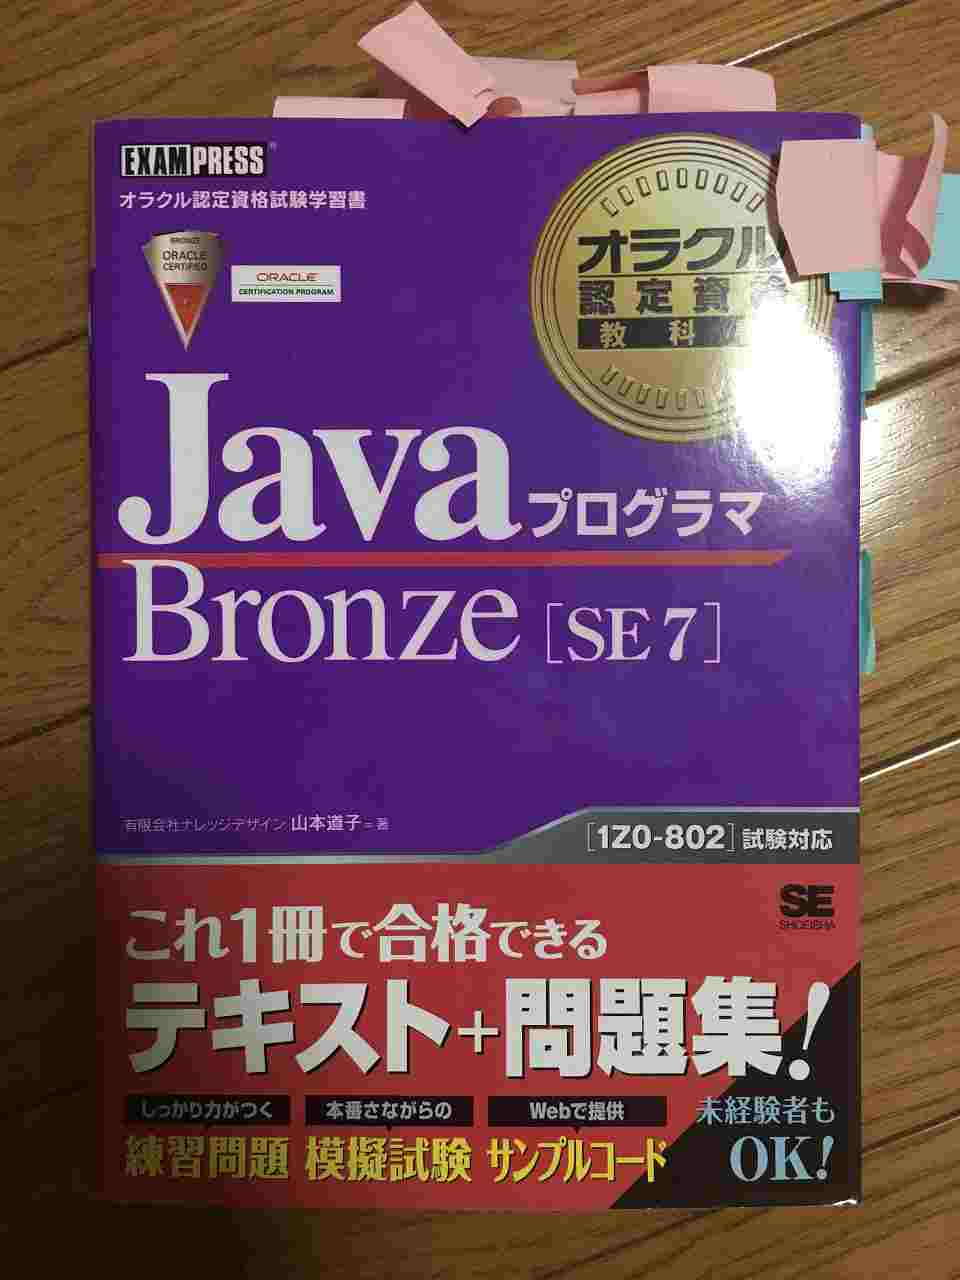 EXAMPRESS®
オラクル認定資格試験学習書
BRONZE
ORACLE
CERTIFIED
ORACLE
CERTIFICATION PROGRAM
オラクル
認定資
教科
Javaプログラマ
Bronze [SE 7]
有限会社ナレッジデザイン 山本道子=著
[1Z0-802] 試験対応
SE
SHOEISHA
これ1冊で合格できる
テキスト+問題集!
しっかり力がつく
練習問題
本番さながらの
模擬試験
Webで提供
サンプルコード
未経験者も
OK!